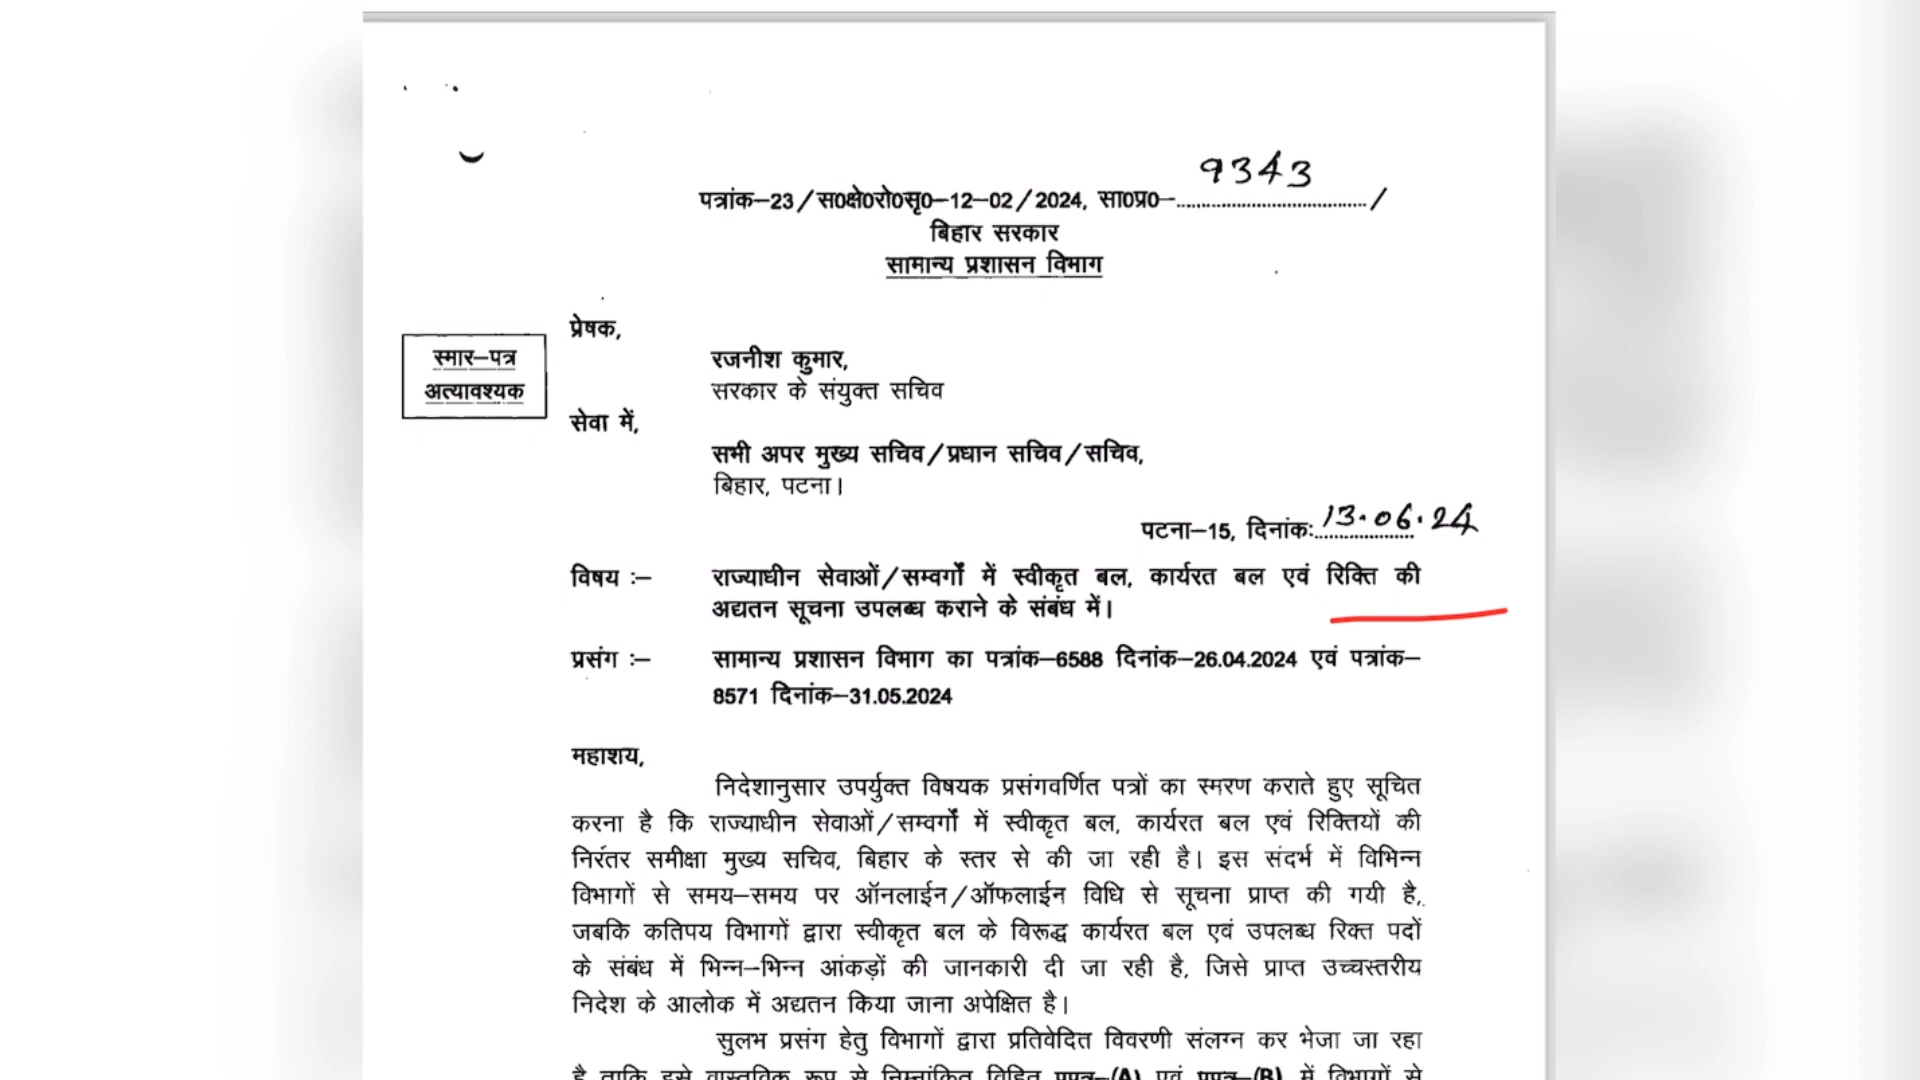 9343
पत्रांक–23/स0क्षे0रो0सृ0–12–02/2024, सा0प्र0–......................................./
बिहार सरकार
सामान्य प्रशासन विभाग
प्रेषक,
स्मार–पत्र
अत्यावश्यक
रजनीश कुमार,
सरकार के संयुक्त सचिव
सेवा में,
सभी अपर मुख्य सचिव/प्रधान सचिव/सचिव,
बिहार, पटना।
पटना–15, दिनांकः 13.06.24
विषय :– राज्याधीन सेवाओं/सम्वर्गों में स्वीकृत बल, कार्यरत बल एवं रिक्ति की
अद्यतन सूचना उपलब्ध कराने के संबंध में।
प्रसंग :– सामान्य प्रशासन विभाग का पत्रांक–6588 दिनांक–26.04.2024 एवं पत्रांक–
8571 दिनांक–31.05.2024
महाशय,
निदेशानुसार उपर्युक्त विषयक प्रसंगवर्णित पत्रों का स्मरण कराते हुए सूचित
करना है कि राज्याधीन सेवाओं/सम्वर्गों में स्वीकृत बल, कार्यरत बल एवं रिक्तियों की
निरंतर समीक्षा मुख्य सचिव, बिहार के स्तर से की जा रही है। इस संदर्भ में विभिन्न
विभागों से समय–समय पर ऑनलाईन/ऑफलाईन विधि से सूचना प्राप्त की गयी है,
जबकि कतिपय विभागों द्वारा स्वीकृत बल के विरूद्ध कार्यरत बल एवं उपलब्ध रिक्त पदों
के संबंध में भिन्न–भिन्न आंकड़ों की जानकारी दी जा रही है, जिसे प्राप्त उच्चस्तरीय
निदेश के आलोक में अद्यतन किया जाना अपेक्षित है।
सुलभ प्रसंग हेतु विभागों द्वारा प्रतिवेदित विवरणी संलग्न कर भेजा जा रहा
है ताकि इसे वास्तविक रूप से निम्नांकित विहित प्रपत्र–(A) एवं प्रपत्र–(B) में विभागों से